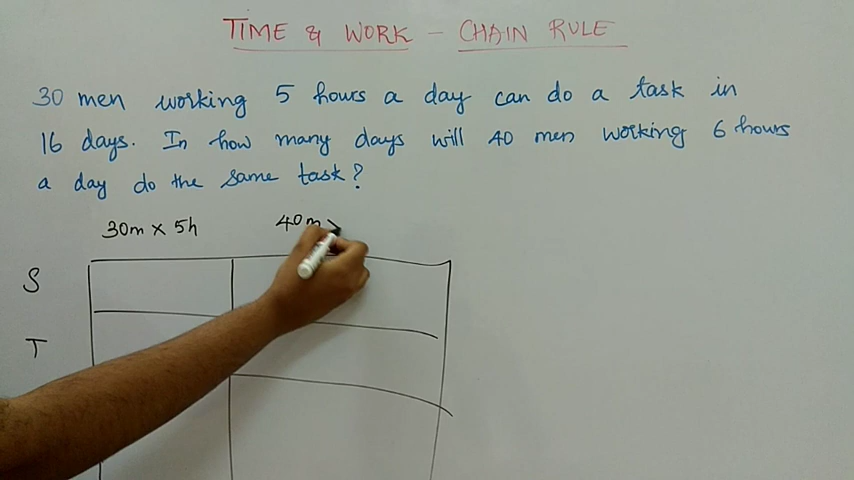 TIME & WORK - CHAIN RULE
30 men working 5 hours a day can do a task in
16 days. In how many days will 40 men working 6 hours
a day do the same task?
30m × 5h 40m
S
T